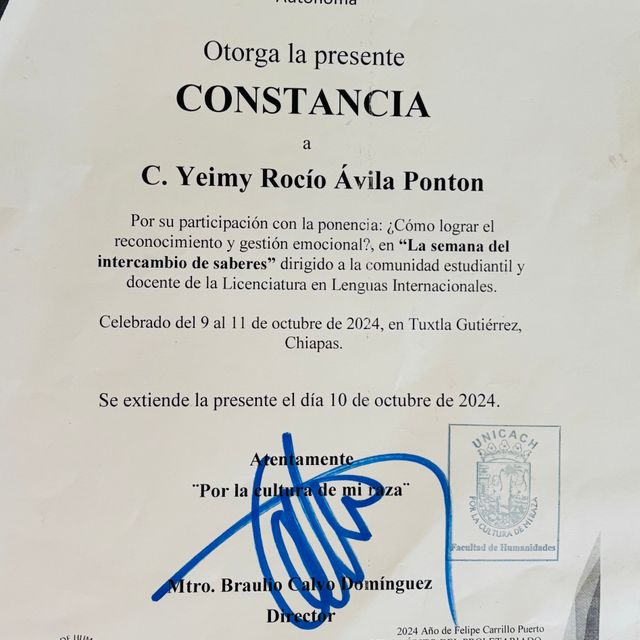 Autónoma
Otorga la presente
CONSTANCIA
a
C. Yeimy Rocío Ávila Ponton
Por su participación con la ponencia: ¿Cómo lograr el
reconocimiento y gestión emocional?, en “La semana del
intercambio de saberes” dirigido a la comunidad estudiantil y
docente de la Licenciatura en Lenguas Internacionales.
Celebrado del 9 al 11 de octubre de 2024, en Tuxtla Gutiérrez,
Chiapas.
Se extiende la presente el día 10 de octubre de 2024.
Atentamente
¨Por la cultura de mi raza¨
UNICACH
POR LA CULTURA DE MI RAZA
Facultad de Humanidades
Mtro. Braulio Calvo Domínguez
Director
2024 Año de Felipe Carrillo Puerto
DEL PROLETARIADO
DE HUM